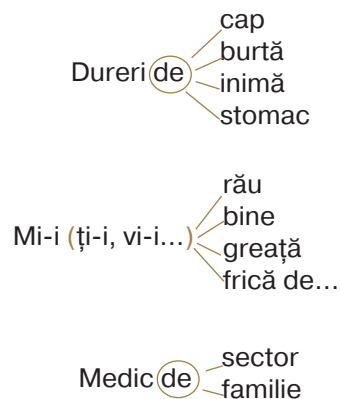 cap
burtă
Dureri de
inimă
stomac
rău
bine
Mi-i (ți-i, vi-i...)
greață
frică de...
sector
Medic de
familie